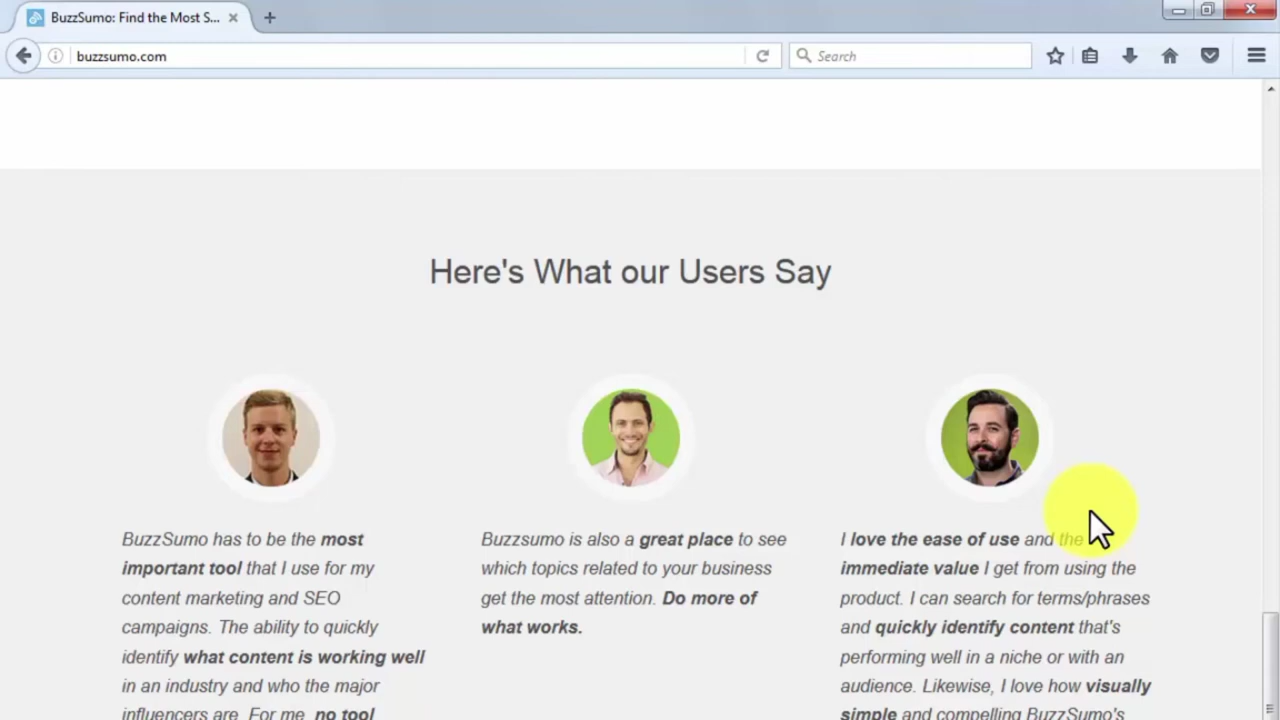 BuzzSumo: Find the Most S...
buzzsumo.com
Search
Here's What our Users Say
BuzzSumo has to be the most
important tool that I use for my
content marketing and SEO
campaigns. The ability to quickly
identify what content is working well
in an industry and who the major
influencers are. For me, no tool
Buzzsumo is also a great place to see
which topics related to your business
get the most attention. Do more of
what works.
I love the ease of use and the
immediate value I get from using the
product. I can search for terms/phrases
and quickly identify content that's
performing well in a niche or with an
audience. Likewise, I love how visually
simple and compelling BuzzSumo's